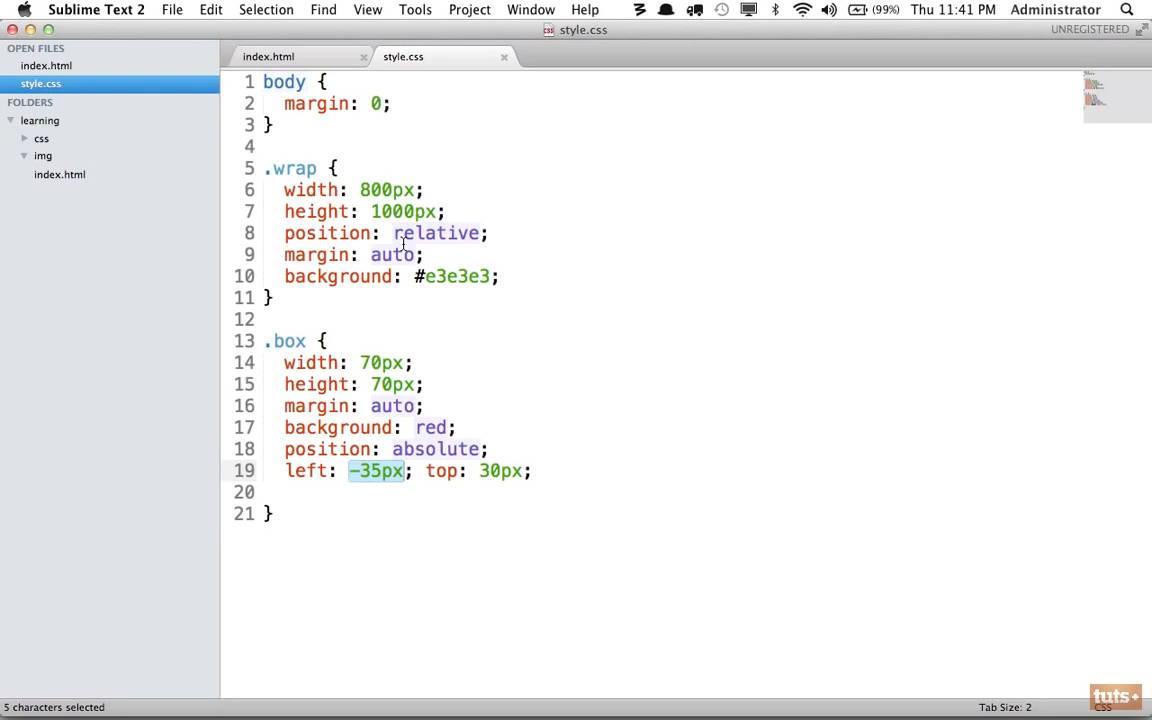 Sublime Text 2 File Edit Selection Find View Tools Project Window Help (99%) Thu 11:41 PM Administrator
style.css UNREGISTERED
OPEN FILES
index.html
style.css
FOLDERS
learning
css
img
index.html
index.html style.css
1 body {
2 margin: 0;
3 }
4
5 .wrap {
6 width: 800px;
7 height: 1000px;
8 position: relative;
9 margin: auto;
10 background: #e3e3e3;
11 }
12
13 .box {
14 width: 70px;
15 height: 70px;
16 margin: auto;
17 background: red;
18 position: absolute;
19 left: -35px; top: 30px;
20
21 }
5 characters selected Tab Size: 2 CSS
tuts+